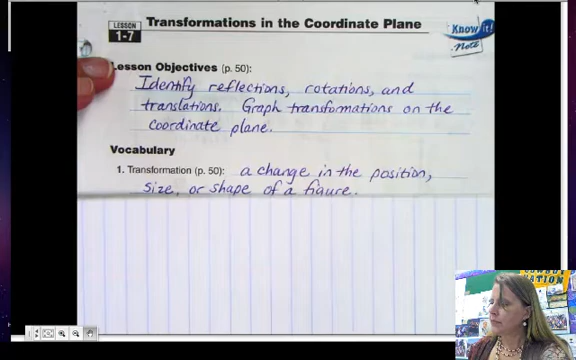 LESSON
1-7
Transformations in the Coordinate Plane
Know it!
Note
Lesson Objectives (p. 50):
Identify reflections, rotations, and
translations. Graph transformations on the
coordinate plane.
Vocabulary
1. Transformation (p. 50): a change in the position,
size, or shape of a figure.